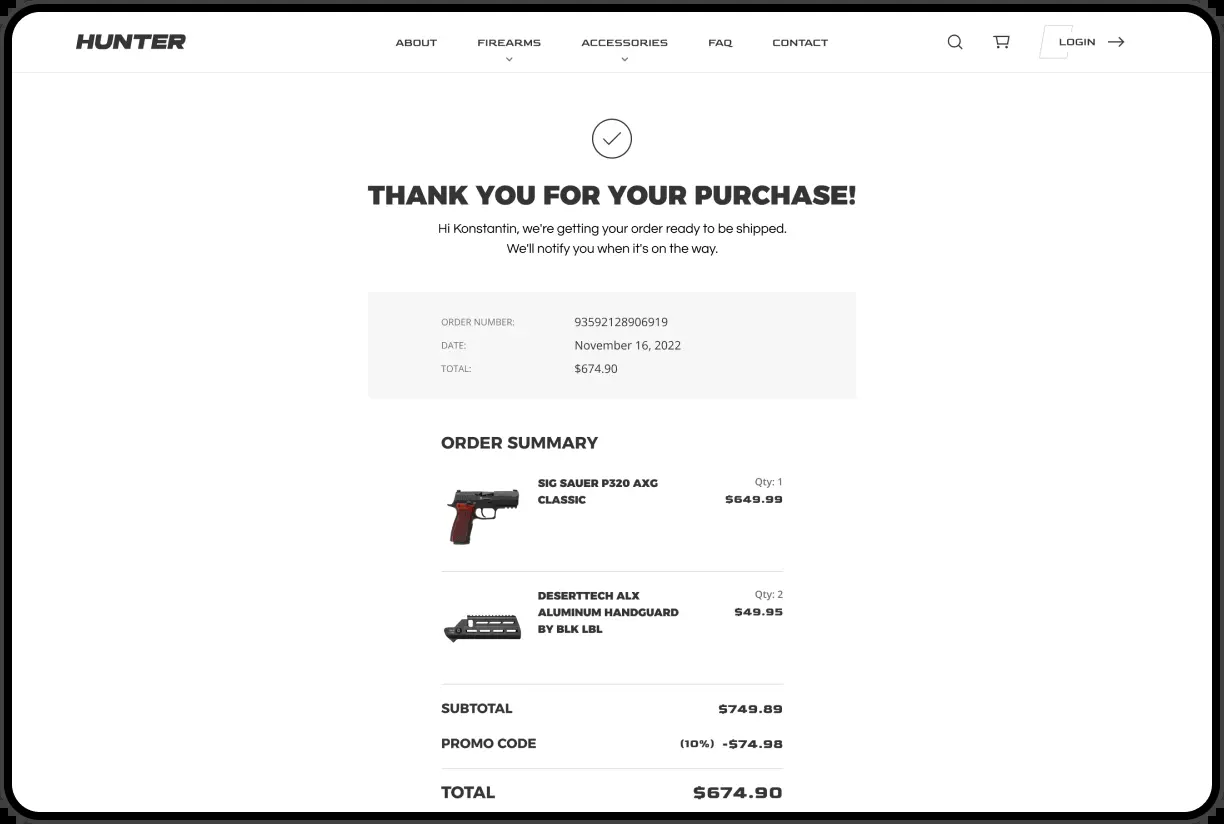 HUNTER
ABOUT FIREARMS ACCESSORIES FAQ CONTACT LOGIN
THANK YOU FOR YOUR PURCHASE!
Hi Konstantin, we're getting your order ready to be shipped.
We'll notify you when it's on the way.
ORDER NUMBER: 93592128906919
DATE: November 16, 2022
TOTAL: $674.90
ORDER SUMMARY
SIG SAUER P320 AXG Qty: 1
CLASSIC $649.99
DESERTTECH ALX Qty: 2
ALUMINUM HANDGUARD $49.95
BY BLK LBL
SUBTOTAL $749.89
PROMO CODE (10%) -$74.98
TOTAL $674.90